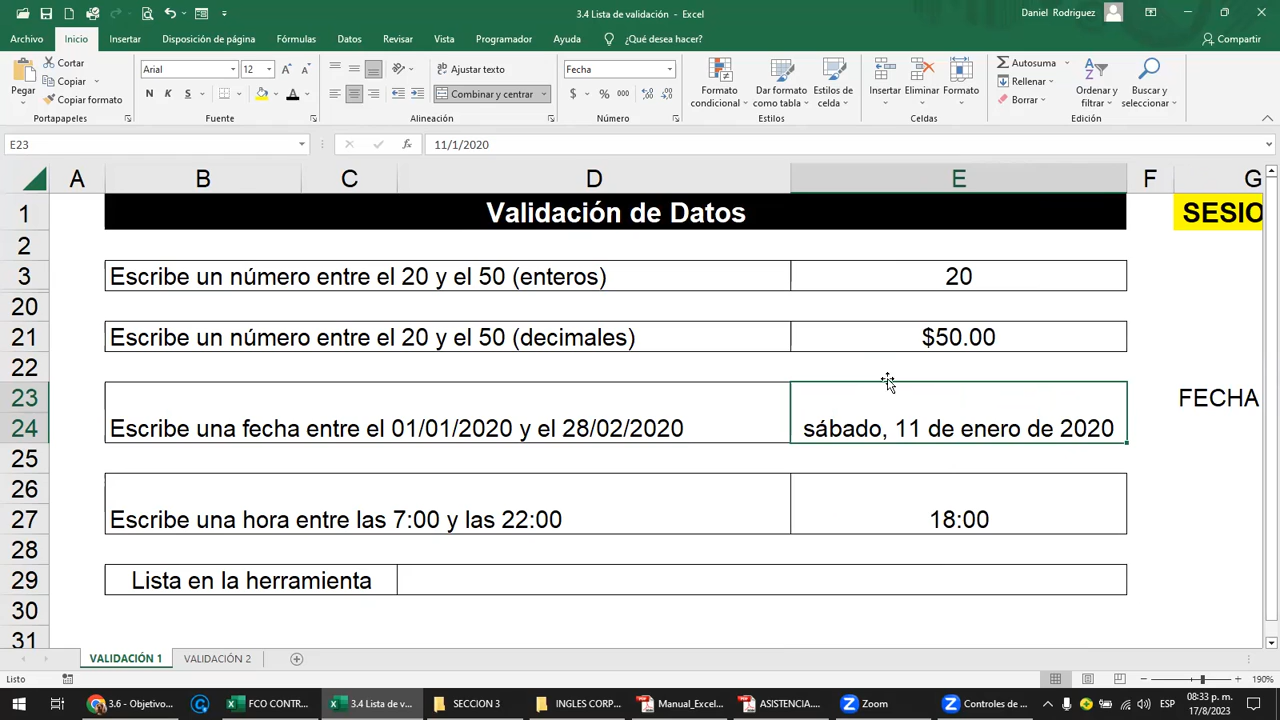 3.4 Lista de validación - Excel
Daniel Rodriguez
Archivo Inicio Insertar Disposición de página Fórmulas Datos Revisar Vista Programador Ayuda ¿Qué desea hacer? Compartir
Pegar
Cortar
Copiar
Copiar formato
Portapapeles
Arial 12
N K S
Fuente
Ajustar texto
Combinar y centrar
Alineación
Fecha
$ % 000
Número
Formato condicional
Dar formato como tabla
Estilos de celda
Estilos
Insertar Eliminar Formato
Celdas
Autosuma
Rellenar
Borrar
Ordenar y filtrar
Buscar y seleccionar
Edición
E23 fx 11/1/2020
A B C D E F G
1 Validación de Datos SESIO
2
3 Escribe un número entre el 20 y el 50 (enteros) 20
20
21 Escribe un número entre el 20 y el 50 (decimales) $50.00
22
23 FECHA
24 Escribe una fecha entre el 01/01/2020 y el 28/02/2020 sábado, 11 de enero de 2020
25
26
27 Escribe una hora entre las 7:00 y las 22:00 18:00
28
29 Lista en la herramienta
30
31
VALIDACIÓN 1 VALIDACIÓN 2
Listo 190%
3.6 - Objetivo... FCO CONTR... 3.4 Lista de v... SECCION 3 INGLES CORP... Manual_Exce... ASISTENCIA.... Zoom Controles de ... ESP 08:33 p. m.
17/8/2023